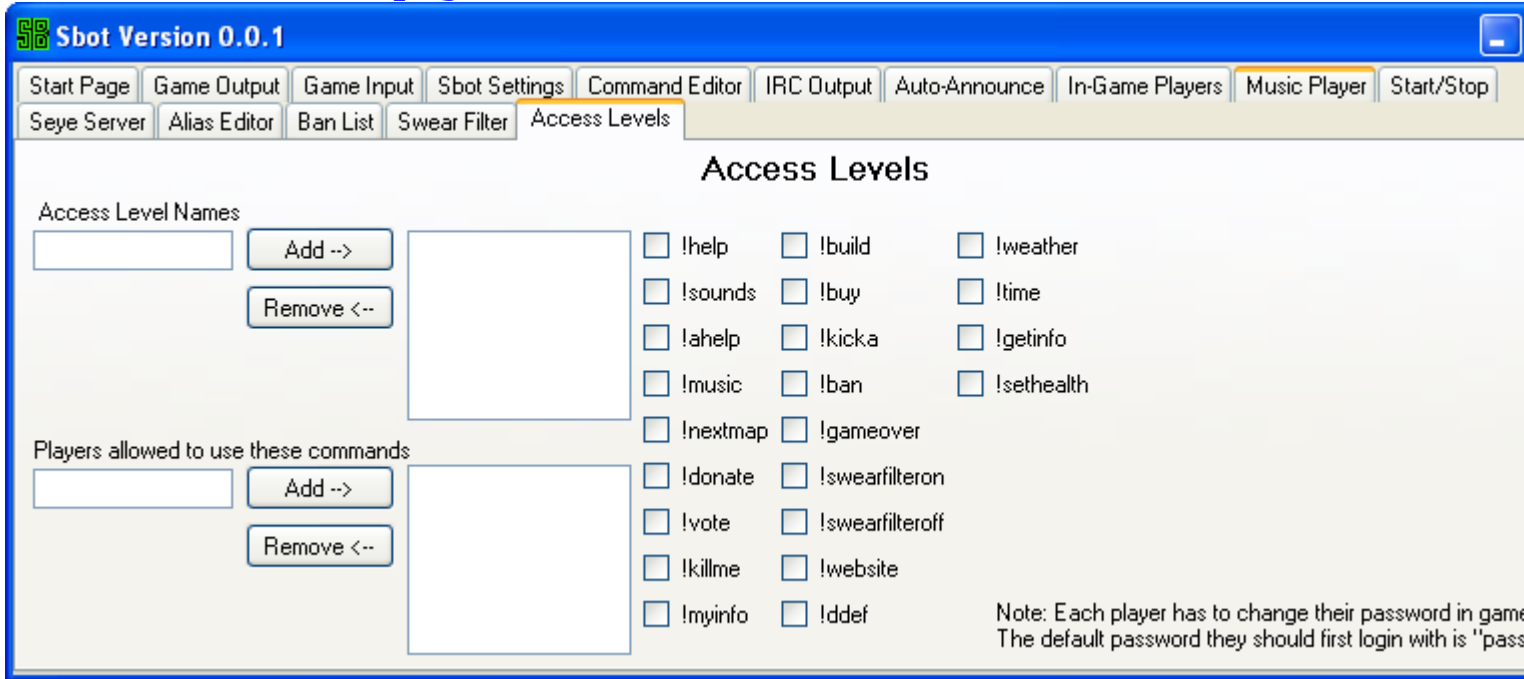 SB Sbot Version 0.0.1
Start Page Game Output Game Input Sbot Settings Command Editor IRC Output Auto-Announce In-Game Players Music Player Start/Stop
Seye Server Alias Editor Ban List Swear Filter Access Levels
Access Levels
Access Level Names
Add -->
Remove <--
Players allowed to use these commands
Add -->
Remove <--
!help !build !weather
!sounds !buy !time
!ahelp !kicka !getinfo
!music !ban !sethealth
!nextmap !gameover
!donate !swearfilteron
!vote !swearfilteroff
!killme !website
!myinfo !ddef
Note: Each player has to change their password in game
The default password they should first login with is "pass